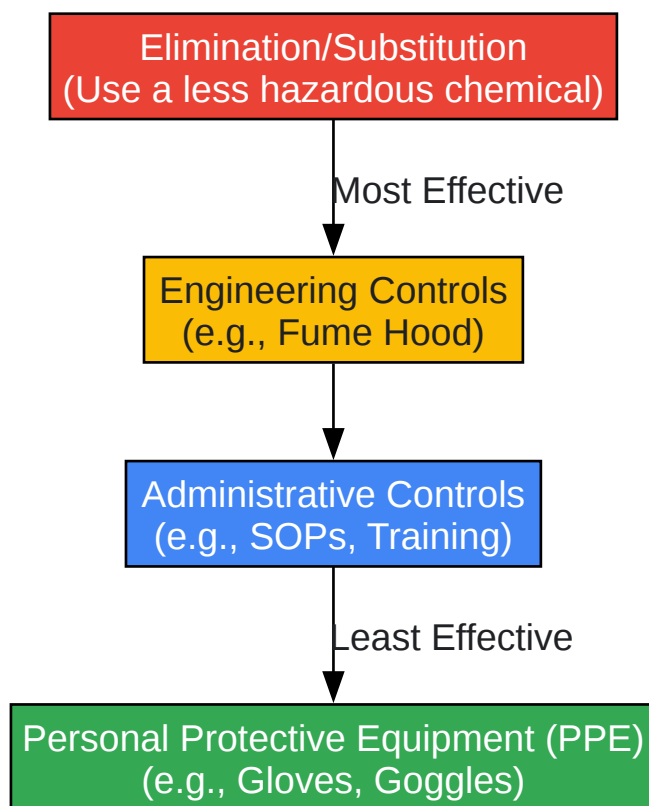 Elimination/Substitution
(Use a less hazardous chemical)
Most Effective
Engineering Controls
(e.g., Fume Hood)
Administrative Controls
(e.g., SOPs, Training)
Least Effective
Personal Protective Equipment (PPE)
(e.g., Gloves, Goggles)